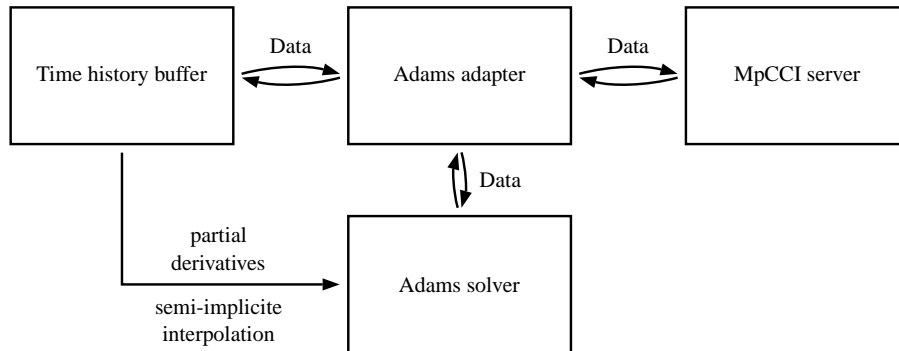 Data
Data
Time history buffer
Adams adapter
MpCCI server
Data
partial
derivatives
Adams solver
semi-implicite
interpolation